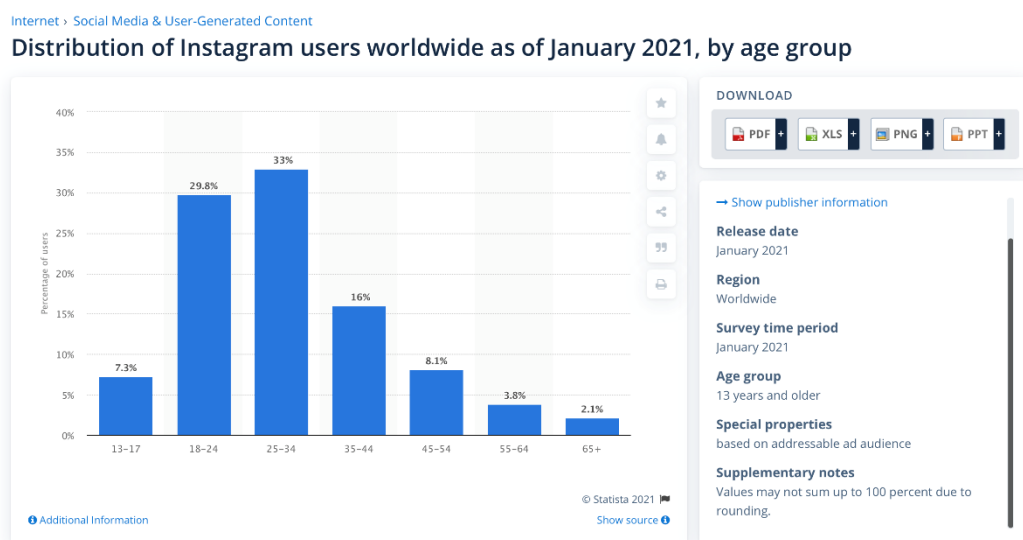 Internet › Social Media & User-Generated Content
Distribution of Instagram users worldwide as of January 2021, by age group
40%
35%
30%
25%
20%
15%
10%
5%
0%
Percentage of users
7.3%
29.8%
33%
16%
8.1%
3.8%
2.1%
13–17
18–24
25–34
35–44
45–54
55–64
65+
© Statista 2021
Additional Information
Show source
DOWNLOAD
PDF +
XLS +
PNG +
PPT +
→ Show publisher information
Release date
January 2021
Region
Worldwide
Survey time period
January 2021
Age group
13 years and older
Special properties
based on addressable ad audience
Supplementary notes
Values may not sum up to 100 percent due to
rounding.